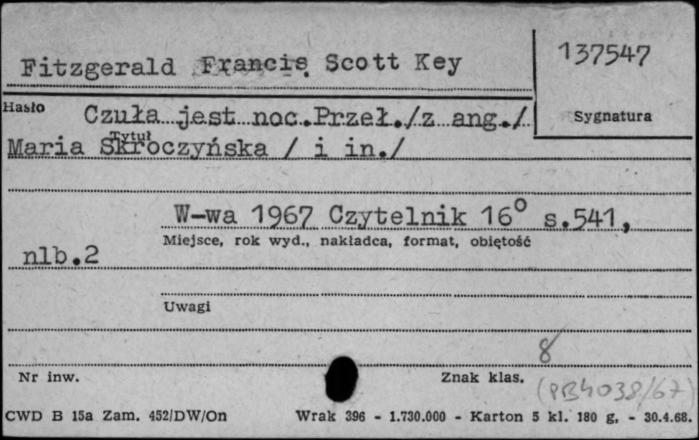 Fitzgerald Francis Scott Key
137547
Hasło
Sygnatura
Czuła jest noc.Przeł./z ang./
Tytuł
Maria Skroczyńska / i in./
W-wa 1967 Czytelnik 16° s.541,
Miejsce, rok wyd., nakładca, format, objętość
nlb.2
Uwagi
8
Nr inw.
Znak klas.
(PB4038/67)
CWD B 15a Zam. 452/DW/On Wrak 396 - 1.730.000 - Karton 5 kl. 180 g. - 30.4.68.